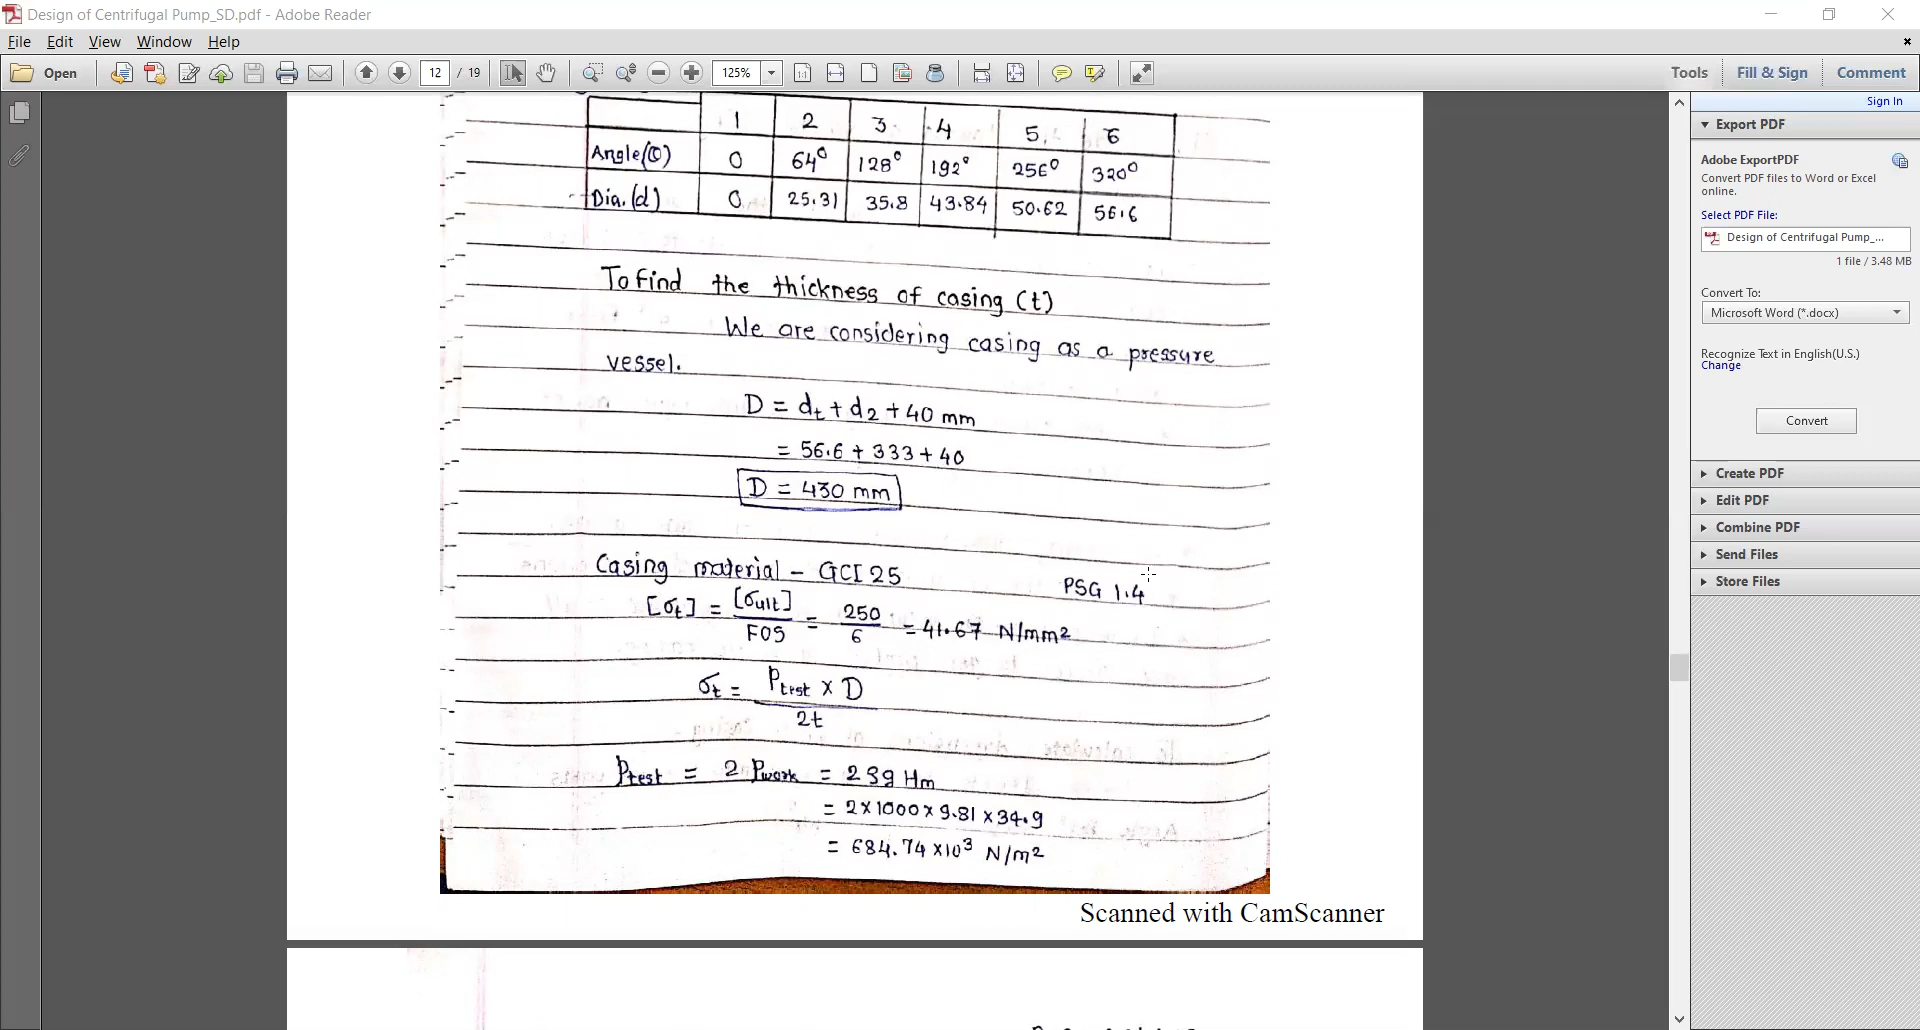 Design of Centrifugal Pump_SD.pdf - Adobe Reader
File Edit View Window Help
Open 12 / 19 125% Tools Fill & Sign Comment
Sign In
Export PDF
Adobe ExportPDF
Convert PDF files to Word or Excel online.
Select PDF File:
Design of Centrifugal Pump_...
1 file / 3.48 MB
Convert To:
Microsoft Word (*.docx)
Recognize Text in English(U.S.)
Change
Convert
Create PDF
Edit PDF
Combine PDF
Send Files
Store Files
1 2 3 4 5 6
Angle(θ) 0 64° 128° 192° 256° 320°
Dia.(d) 0 25.31 35.8 43.84 50.62 56.6
To find the thickness of casing (t)
We are considering casing as a pressure
vessel.
D = dt + d2 + 40 mm
= 56.6 + 333 + 40
D = 430 mm
Casing material - GCI 25
PSG 1.4
[σt] = [σult] / FOS = 250 / 6 = 41.67 N/mm²
σt = Ptest × D / 2t
Ptest = 2 Pwork = 2 ρg Hm
= 2×1000×9.81×34.9
= 684.74 ×10³ N/m²
Scanned with CamScanner